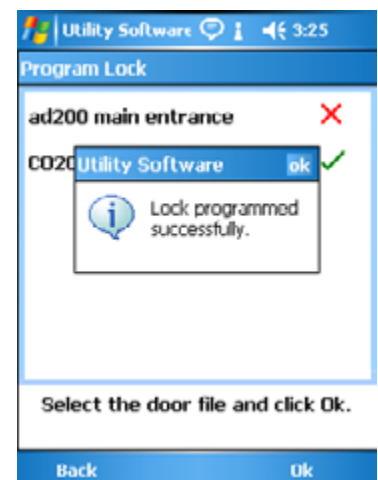 Utility Software 3:25
Program Lock
ad200 main entrance
CO20
Utility Software ok
Lock programmed
successfully.
Select the door file and click Ok.
Back Ok